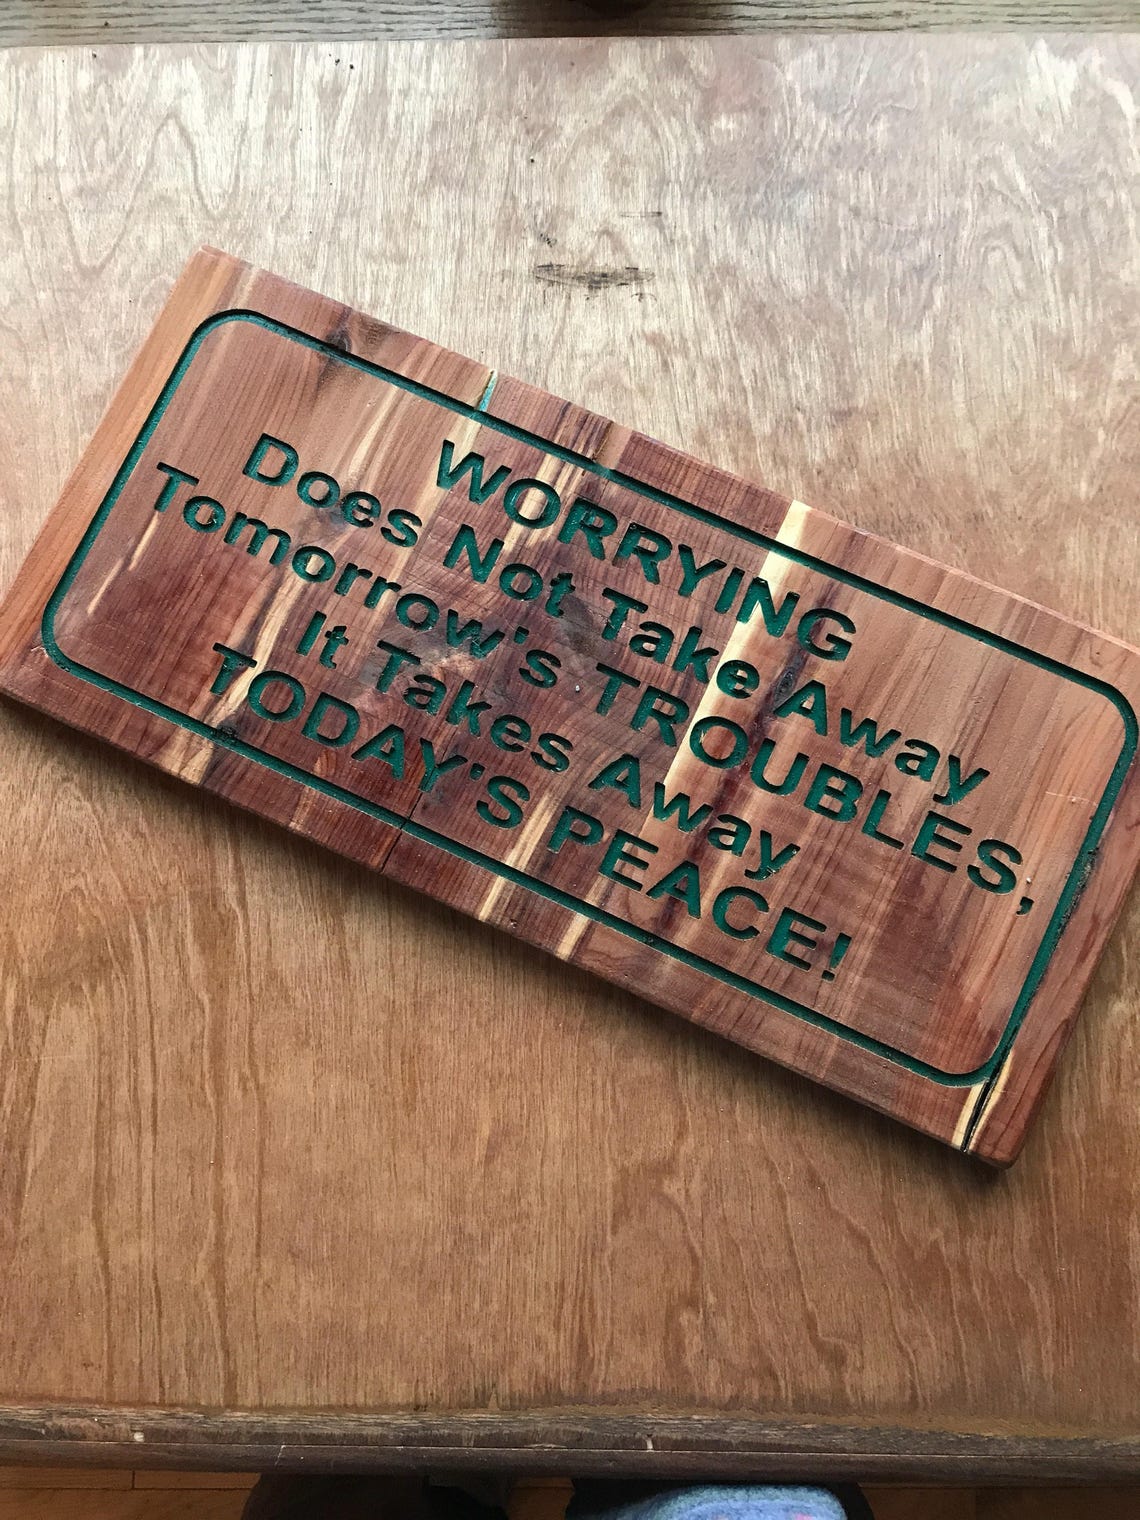 WORRYING
Does Not Take Away
Tomorrow's TROUBLES,
It Takes Away
TODAY'S PEACE!